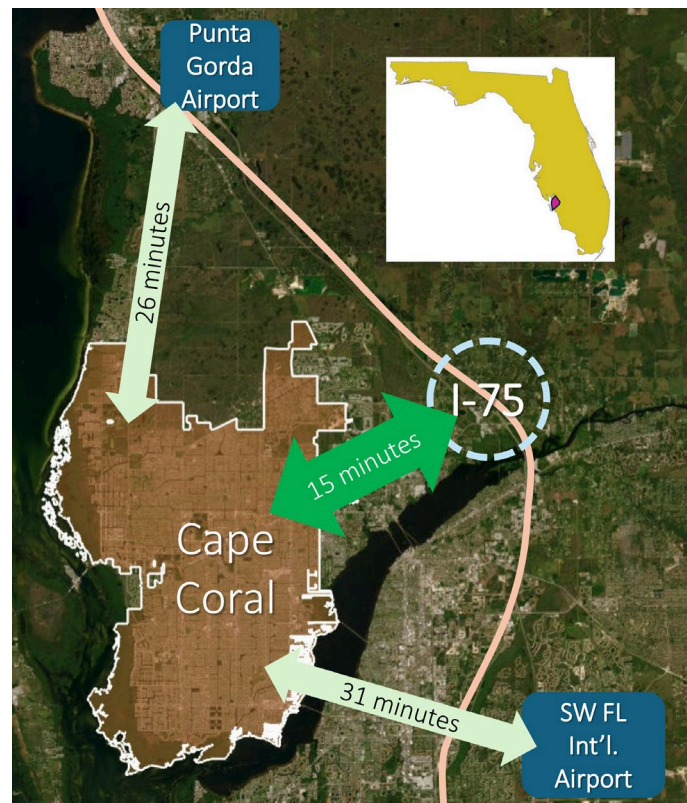 Punta
Gorda
Airport
26 minutes
I-75
15 minutes
Cape
Coral
31 minutes
SW FL
Int’l.
Airport